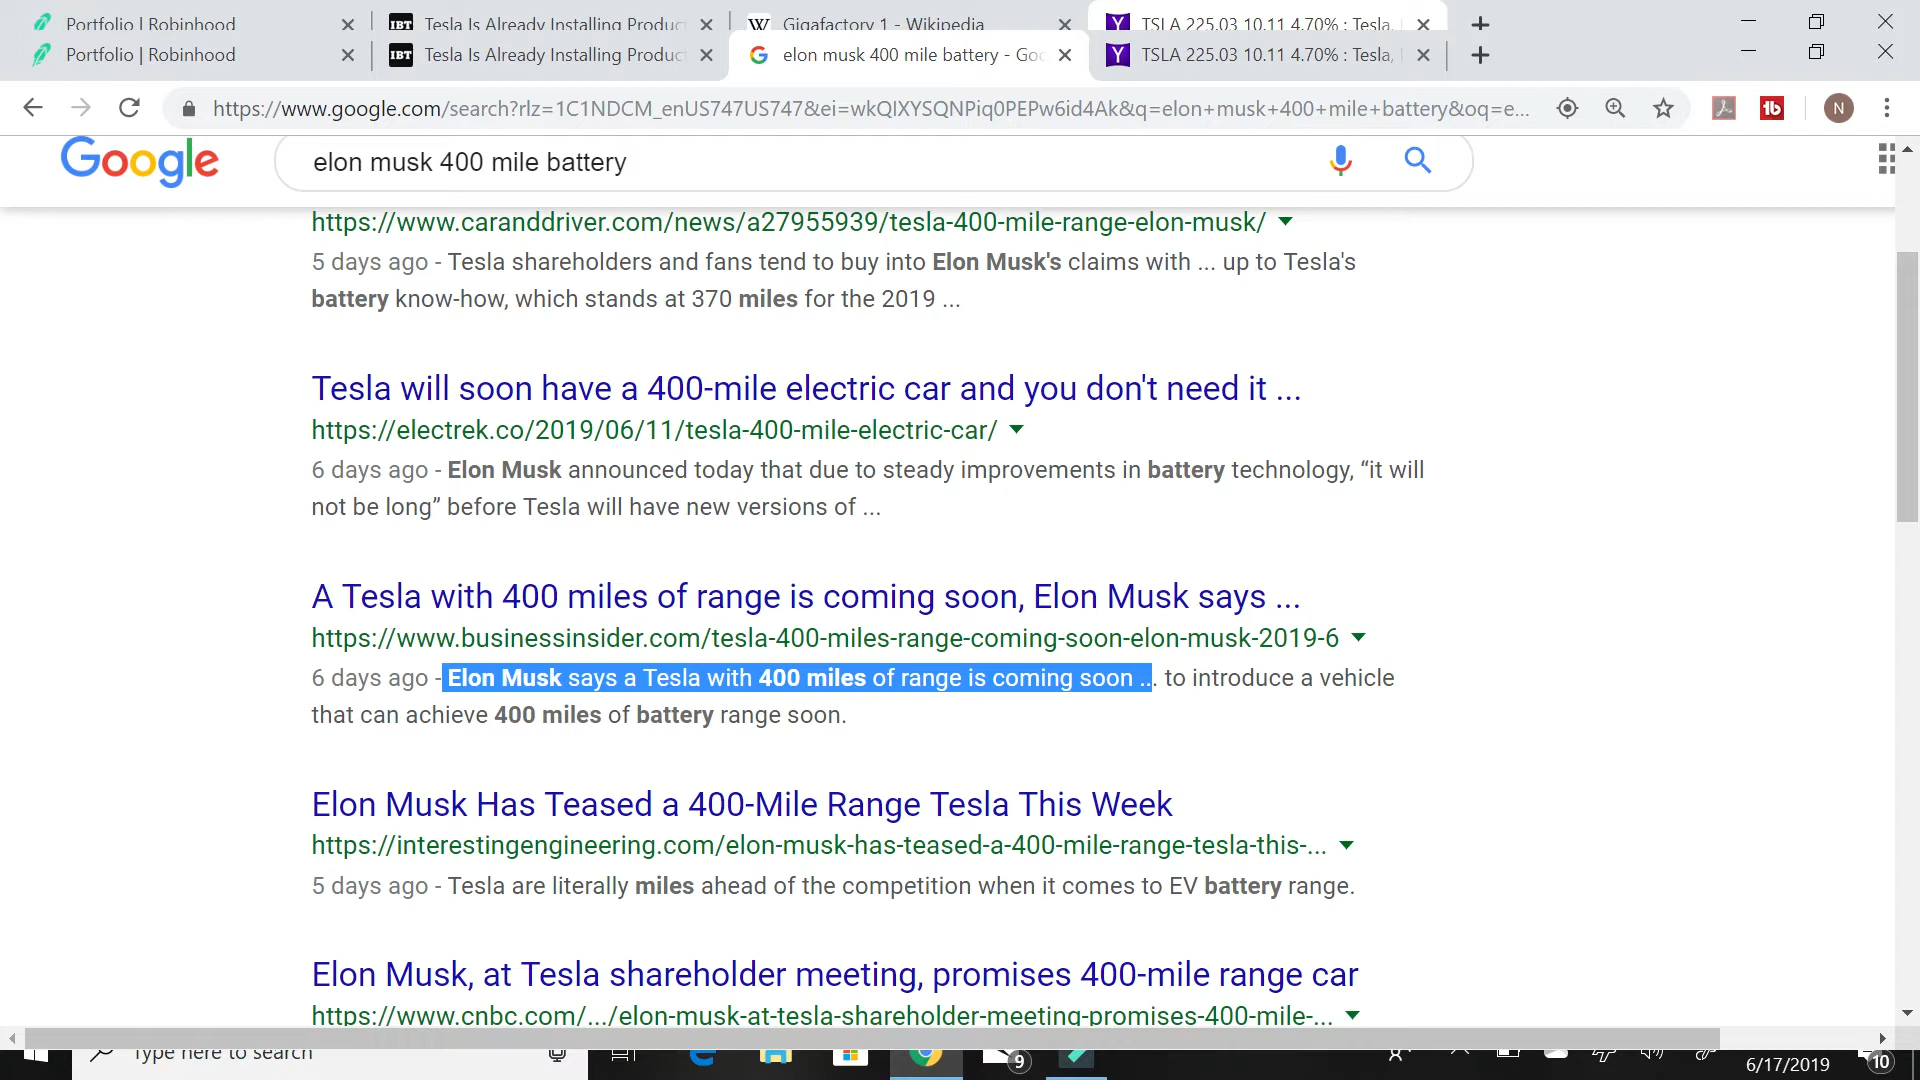 Portfolio | Robinhood
IBT Tesla Is Already Installing Product
W Gigafactory 1 - Wikipedia
Y TSLA 225.03 10.11 4.70% : Tesla,
Portfolio | Robinhood
IBT Tesla Is Already Installing Product
G elon musk 400 mile battery - Goo
Y TSLA 225.03 10.11 4.70% : Tesla,
https://www.google.com/search?rlz=1C1NDCM_enUS747US747&ei=wkQIXYSQNPiq0PEPw6id4Ak&q=elon+musk+400+mile+battery&oq=e...
N
Google
elon musk 400 mile battery
https://www.caranddriver.com/news/a27955939/tesla-400-mile-range-elon-musk/
5 days ago - Tesla shareholders and fans tend to buy into Elon Musk's claims with ... up to Tesla's
battery know-how, which stands at 370 miles for the 2019 ...
Tesla will soon have a 400-mile electric car and you don't need it ...
https://electrek.co/2019/06/11/tesla-400-mile-electric-car/
6 days ago - Elon Musk announced today that due to steady improvements in battery technology, “it will
not be long” before Tesla will have new versions of ...
A Tesla with 400 miles of range is coming soon, Elon Musk says ...
https://www.businessinsider.com/tesla-400-miles-range-coming-soon-elon-musk-2019-6
6 days ago - Elon Musk says a Tesla with 400 miles of range is coming soon ... to introduce a vehicle
that can achieve 400 miles of battery range soon.
Elon Musk Has Teased a 400-Mile Range Tesla This Week
https://interestingengineering.com/elon-musk-has-teased-a-400-mile-range-tesla-this-...
5 days ago - Tesla are literally miles ahead of the competition when it comes to EV battery range.
Elon Musk, at Tesla shareholder meeting, promises 400-mile range car
https://www.cnbc.com/.../elon-musk-at-tesla-shareholder-meeting-promises-400-mile-...
Type here to search
9
6/17/2019
10